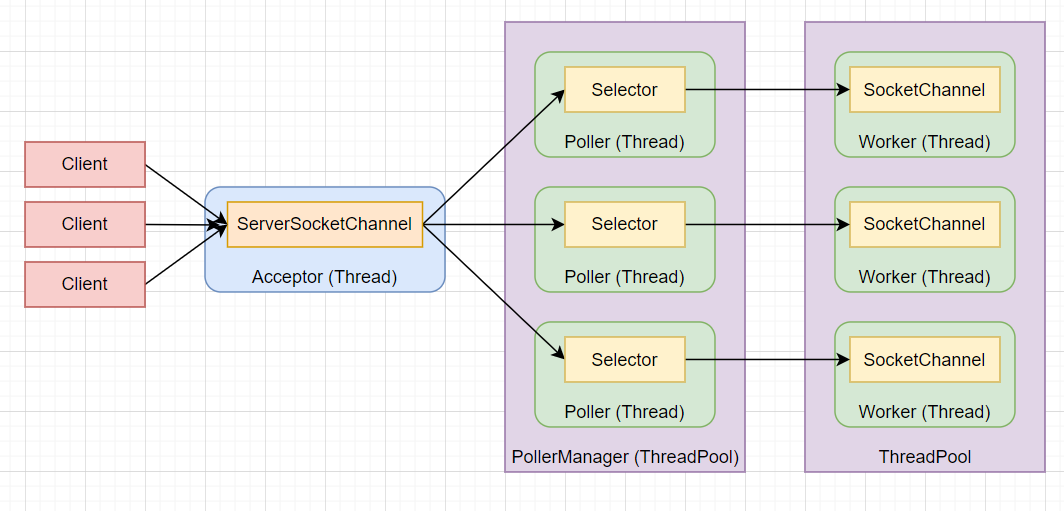 Client
Client
Client
ServerSocketChannel
Acceptor (Thread)
Selector
Poller (Thread)
Selector
Poller (Thread)
Selector
Poller (Thread)
PollerManager (ThreadPool)
SocketChannel
Worker (Thread)
SocketChannel
Worker (Thread)
SocketChannel
Worker (Thread)
ThreadPool